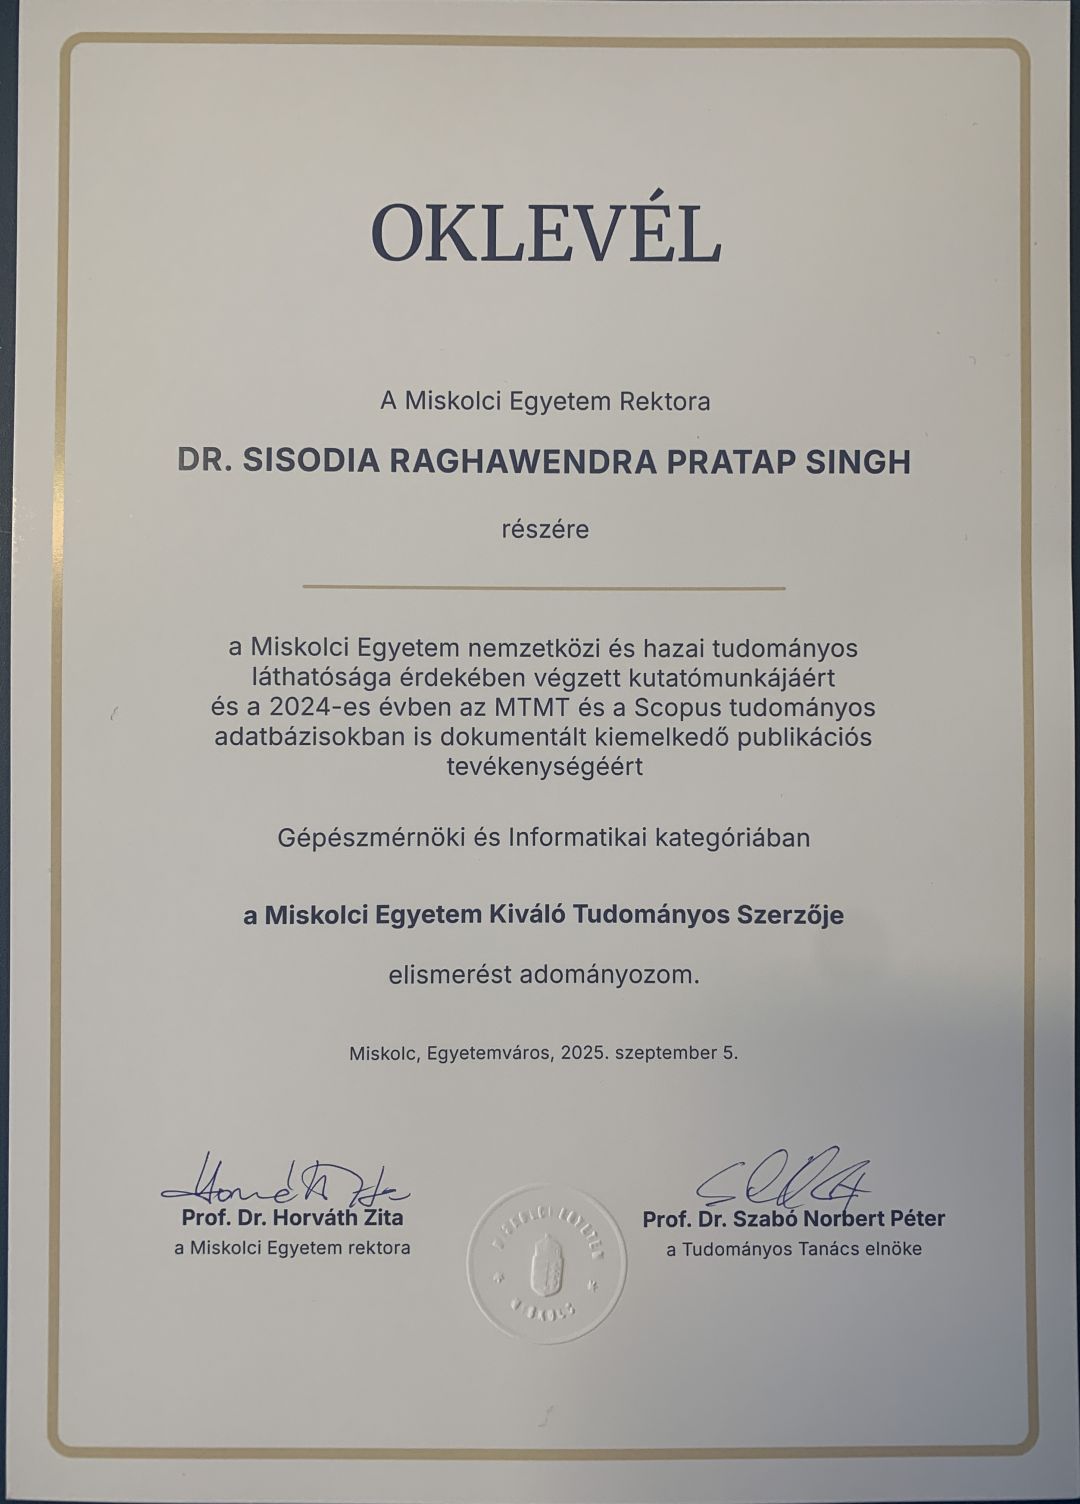 OKLEVÉL
A Miskolci Egyetem Rektora
DR. SISODIA RAGHAWENDRA PRATAP SINGH
részére
a Miskolci Egyetem nemzetközi és hazai tudományos
láthatósága érdekében végzett kutatómunkájáért
és a 2024-es évben az MTMT és a Scopus tudományos
adatbázisokban is dokumentált kiemelkedő publikációs
tevékenységéért
Gépészmérnöki és Informatikai kategóriában
a Miskolci Egyetem Kiváló Tudományos Szerzője
elismerést adományozom.
Miskolc, Egyetemváros, 2025. szeptember 5.
Prof. Dr. Horváth Zita
a Miskolci Egyetem rektora
Prof. Dr. Szabó Norbert Péter
a Tudományos Tanács elnöke
MISKOLCI EGYETEM
MISKOLC